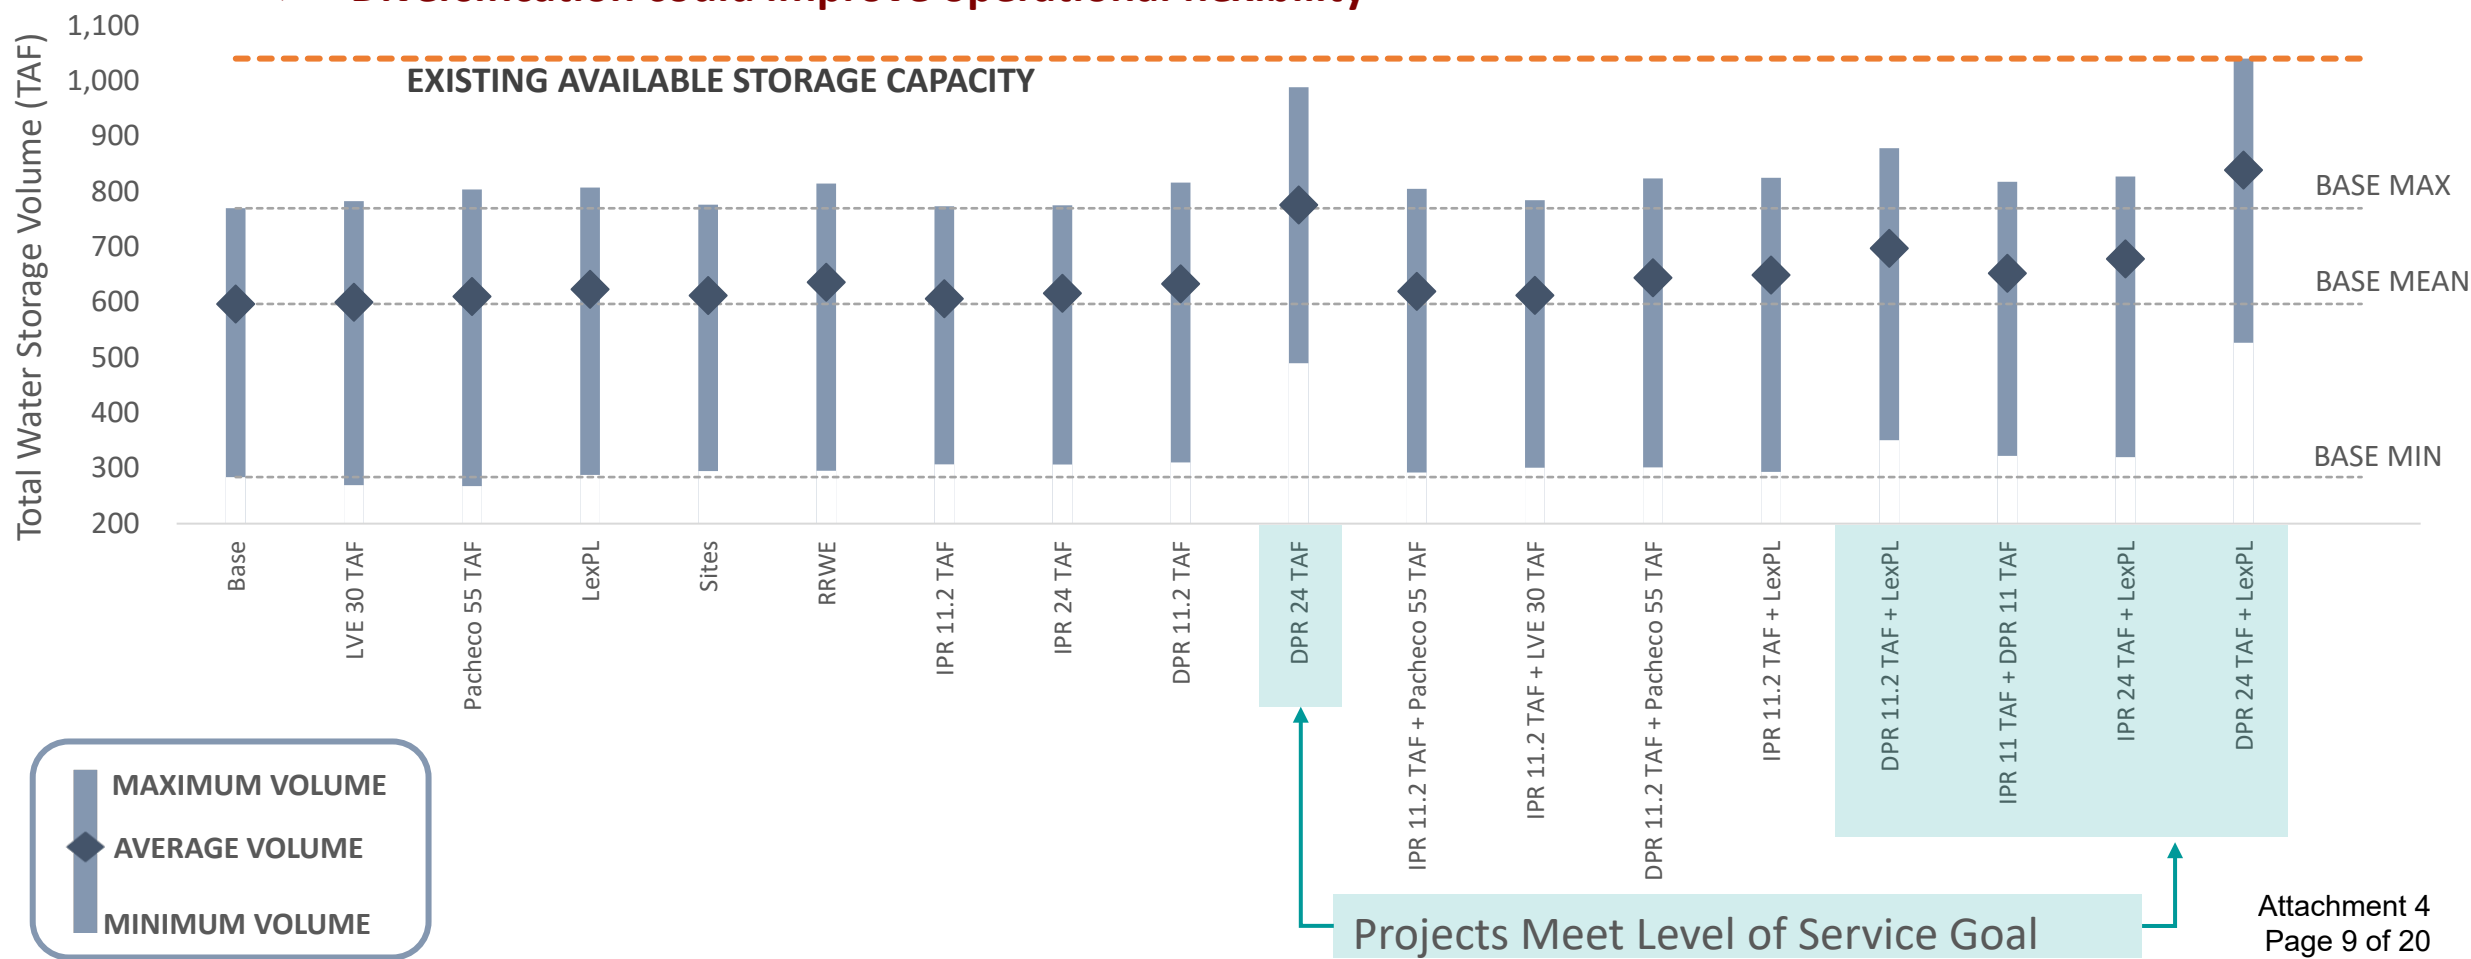 Diversification could improve operational flexibility
Total Water Storage Volume (TAF)
1,100
1,000
900
800
700
600
500
400
300
200
EXISTING AVAILABLE STORAGE CAPACITY
BASE MAX
BASE MEAN
BASE MIN
Base
LVE 30 TAF
Pacheco 55 TAF
LexPL
Sites
RRWE
IPR 11.2 TAF
IPR 24 TAF
DPR 11.2 TAF
DPR 24 TAF
IPR 11.2 TAF + Pacheco 55 TAF
IPR 11.2 TAF + LVE 30 TAF
DPR 11.2 TAF + Pacheco 55 TAF
IPR 11.2 TAF + LexPL
DPR 11.2 TAF + LexPL
IPR 11 TAF + DPR 11 TAF
IPR 24 TAF + LexPL
DPR 24 TAF + LexPL
MAXIMUM VOLUME
AVERAGE VOLUME
MINIMUM VOLUME
Projects Meet Level of Service Goal
Attachment 4
Page 9 of 20